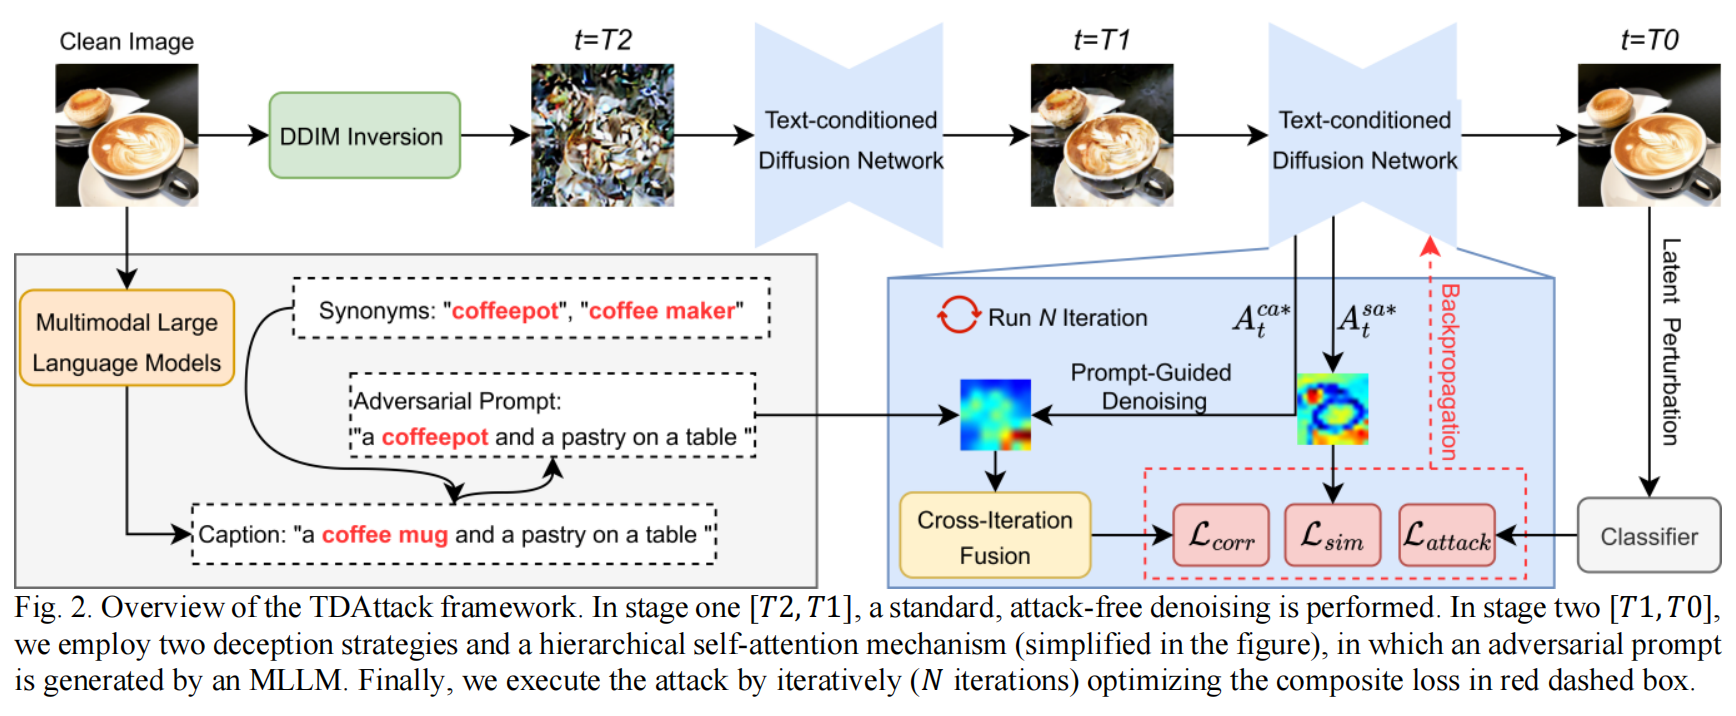 Clean Image
t=T2
t=T1
t=T0
DDIM Inversion
Text-conditioned
Diffusion Network
Text-conditioned
Diffusion Network
Multimodal Large
Language Models
Synonyms: "coffeepot", "coffee maker"
Adversarial Prompt:
"a coffeepot and a pastry on a table "
Caption: "a coffee mug and a pastry on a table "
Run N Iteration
A_t^{ca*}
A_t^{sa*}
Prompt-Guided
Denoising
Backpropagation
Latent Perturbation
Cross-Iteration
Fusion
ℒ_corr
ℒ_sim
ℒ_attack
Classifier
Fig. 2. Overview of the TDAttack framework. In stage one [T2, T1], a standard, attack-free denoising is performed. In stage two [T1, T0],
we employ two deception strategies and a hierarchical self-attention mechanism (simplified in the figure), in which an adversarial prompt
is generated by an MLLM. Finally, we execute the attack by iteratively (N iterations) optimizing the composite loss in red dashed box.